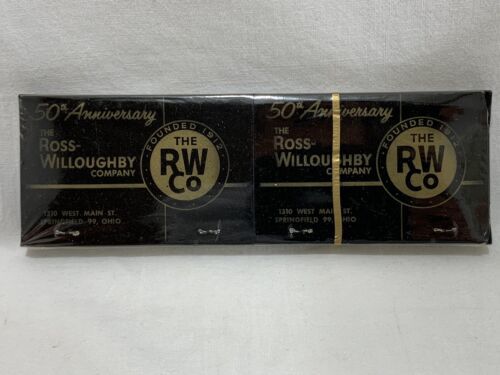 50th Anniversary
THE
ROSS-
WILLOUGHBY
COMPANY
FOUNDED 1912
THE
RW
Co
1310 WEST MAIN ST.
SPRINGFIELD 99, OHIO
50th Anniversary
THE
ROSS-
WILLOUGHBY
COMPANY
FOUNDED 1912
THE
RW
Co
1310 WEST MAIN ST.
SPRINGFIELD 99, OHIO